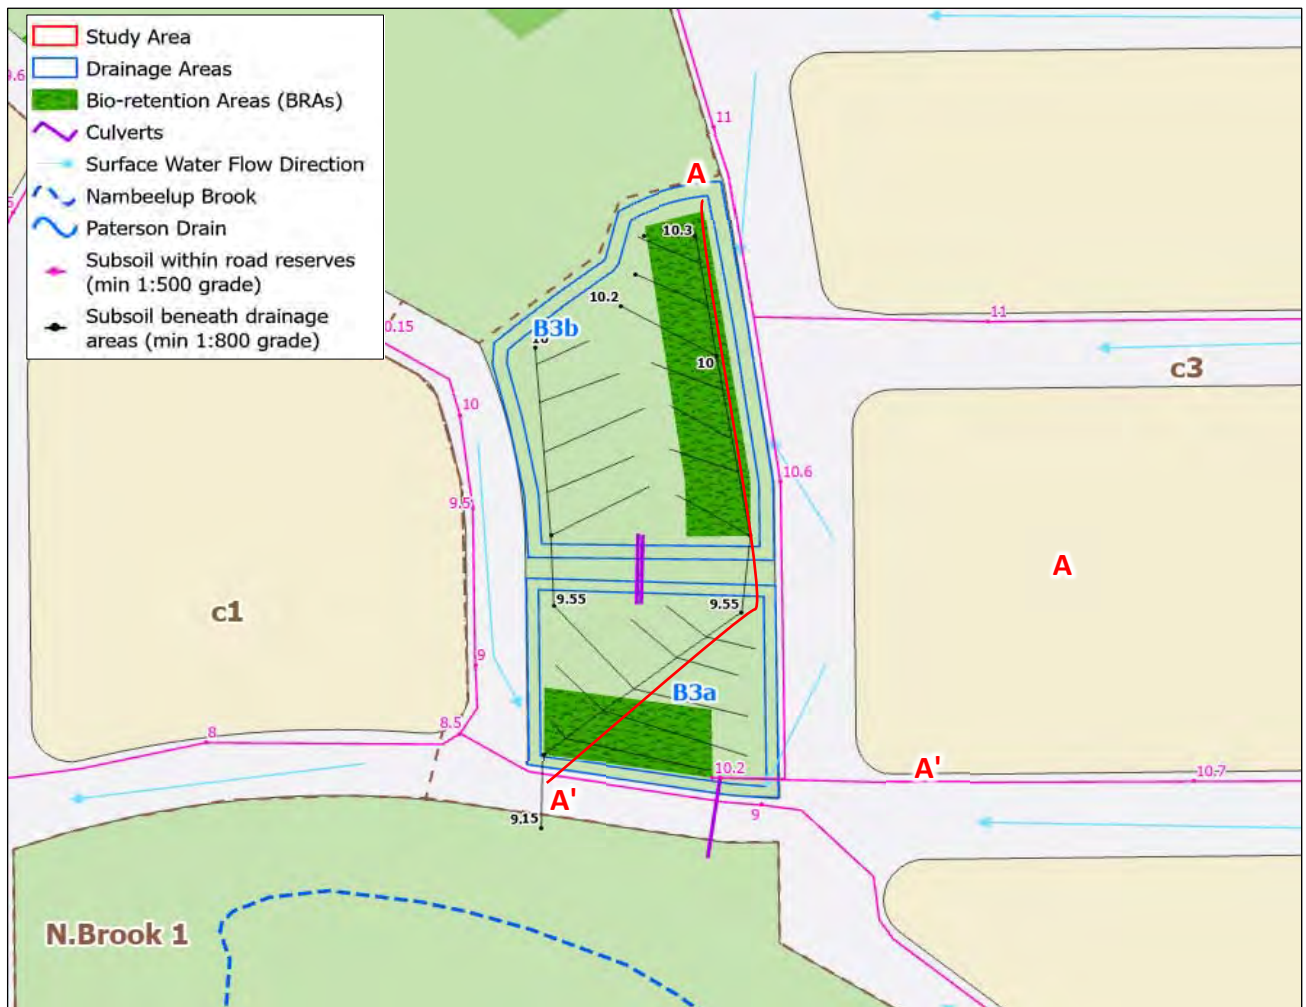 Study Area
Drainage Areas
Bio-retention Areas (BRAs)
Culverts
Surface Water Flow Direction
Nambeelup Brook
Paterson Drain
Subsoil within road reserves
(min 1:500 grade)
Subsoil beneath drainage
areas (min 1:800 grade)
9.6
11
A
10.3
10.2
B3b
11
0.15
10
c3
10
10.6
9.5
A
9.55
9.55
c1
9
B3a
8.5
8
10.2
A'
10.7
A'
9
9.15
N.Brook 1